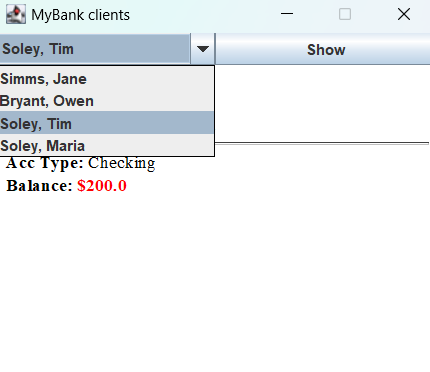 MyBank clients
Soley, Tim
Show
Simms, Jane
Bryant, Owen
Soley, Tim
Soley, Maria
Acc Type: Checking
Balance: $200.0